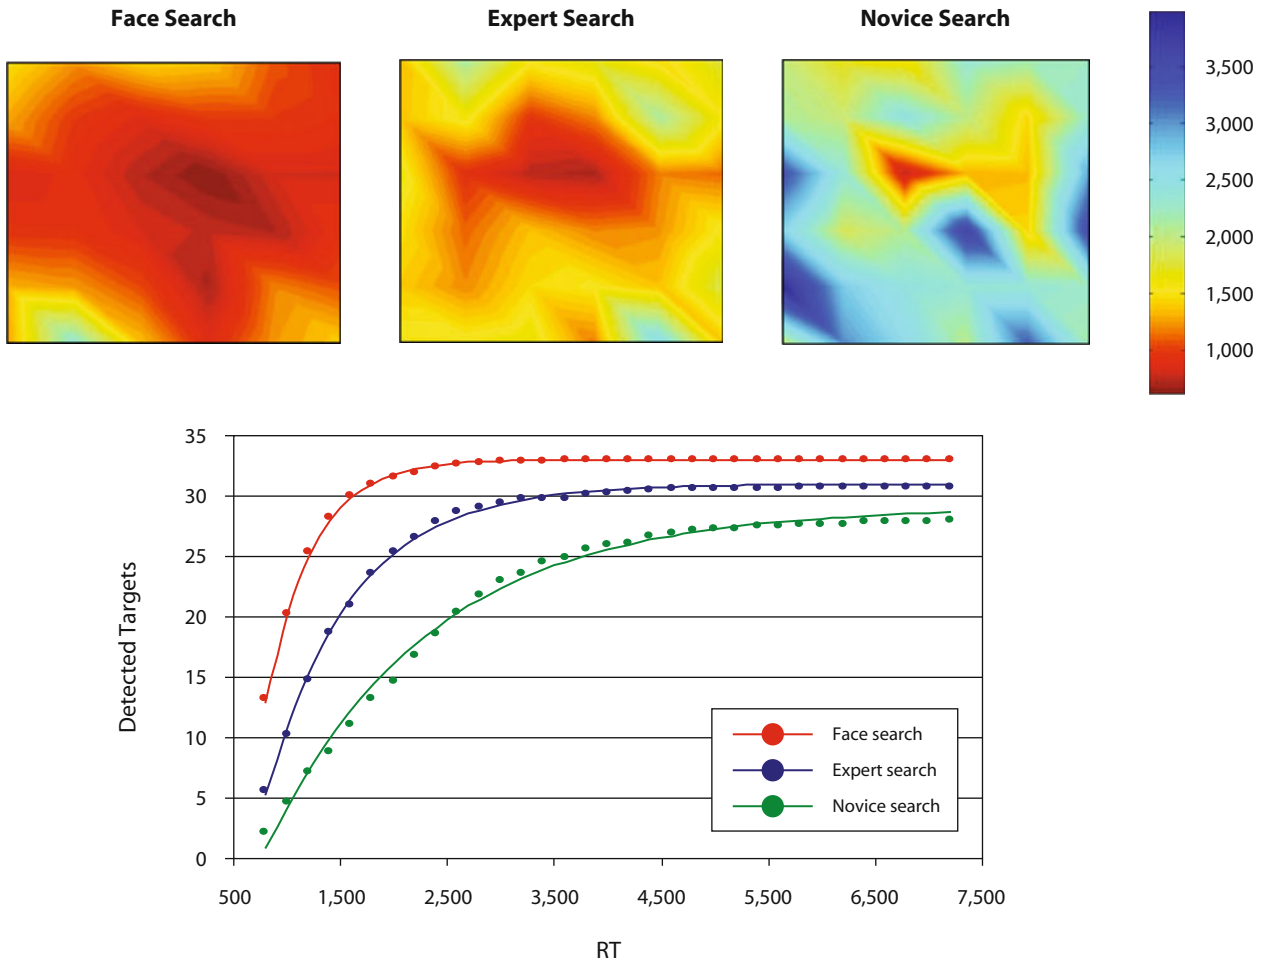 Face Search
Expert Search
Novice Search
3,500
3,000
2,500
2,000
1,500
1,000
35
30
25
20
15
10
5
0
Detected Targets
Face search
Expert search
Novice search
500 1,500 2,500 3,500 4,500 5,500 6,500 7,500
RT